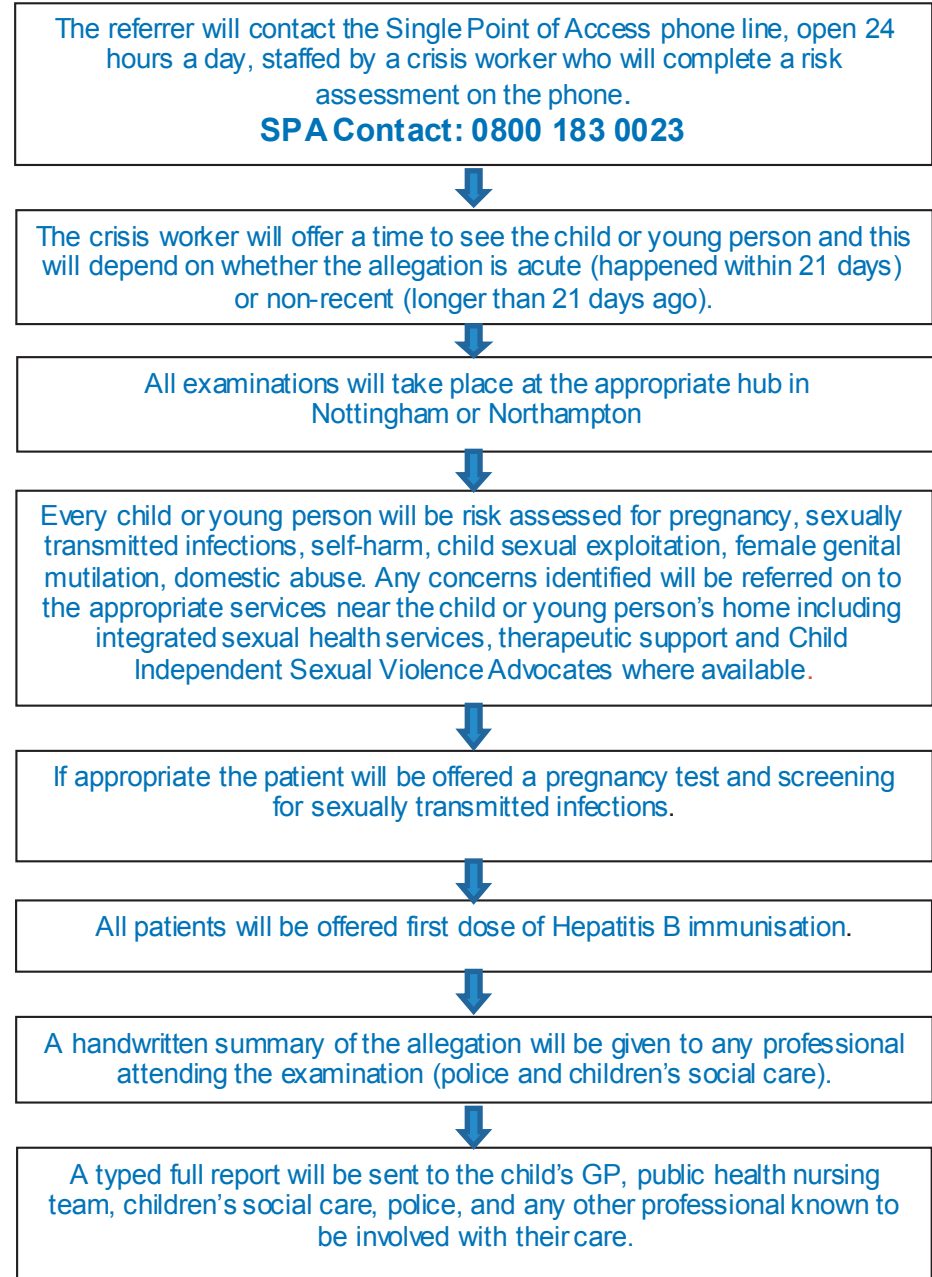 The referrer will contact the Single Point of Access phone line, open 24
hours a day, staffed by a crisis worker who will complete a risk
assessment on the phone.
SPA Contact: 0800 183 0023
The crisis worker will offer a time to see the child or young person and this
will depend on whether the allegation is acute (happened within 21 days)
or non-recent (longer than 21 days ago).
All examinations will take place at the appropriate hub in
Nottingham or Northampton
Every child or young person will be risk assessed for pregnancy, sexually
transmitted infections, self-harm, child sexual exploitation, female genital
mutilation, domestic abuse. Any concerns identified will be referred on to
the appropriate services near the child or young person's home including
integrated sexual health services, therapeutic support and Child
Independent Sexual Violence Advocates where available.
If appropriate the patient will be offered a pregnancy test and screening
for sexually transmitted infections.
All patients will be offered first dose of Hepatitis B immunisation.
A handwritten summary of the allegation will be given to any professional
attending the examination (police and children's social care).
A typed full report will be sent to the child's GP, public health nursing
team, children's social care, police, and any other professional known to
be involved with their care.